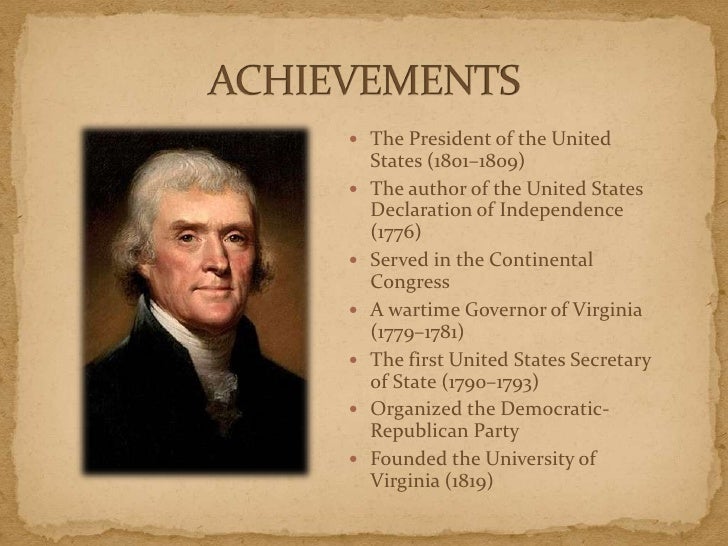 ACHIEVEMENTS
• The President of the United
States (1801–1809)
• The author of the United States
Declaration of Independence
(1776)
• Served in the Continental
Congress
• A wartime Governor of Virginia
(1779–1781)
• The first United States Secretary
of State (1790–1793)
• Organized the Democratic-
Republican Party
• Founded the University of
Virginia (1819)